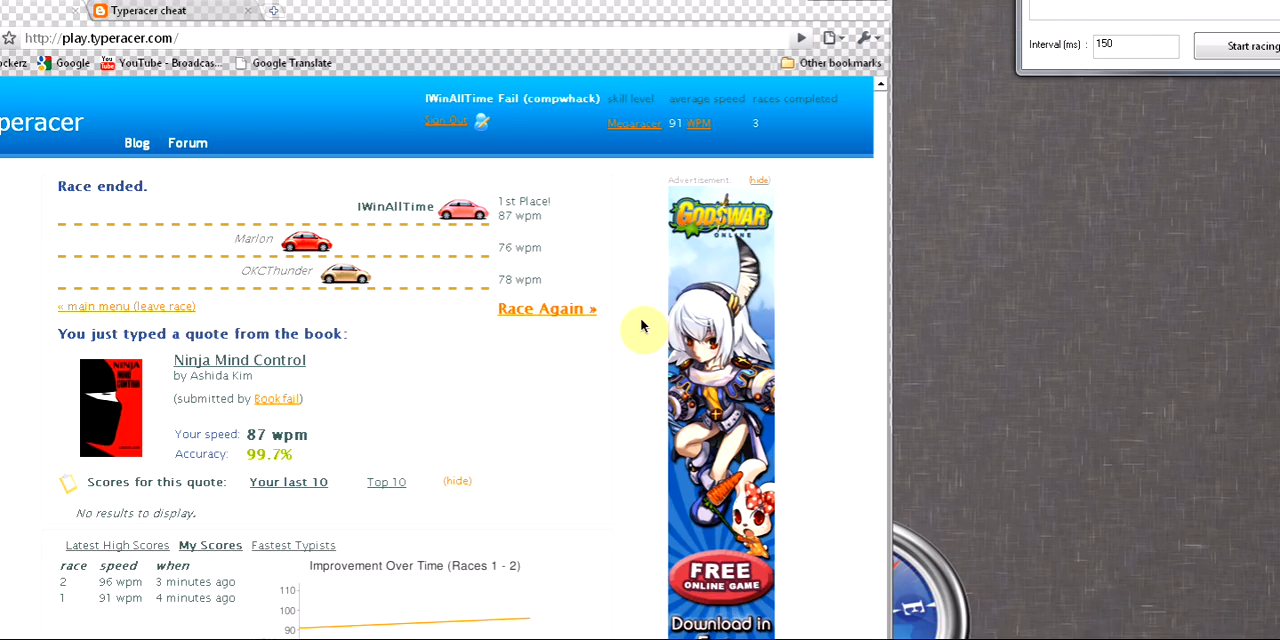 Typeracer cheat
http://play.typeracer.com/
ockerz Google YouTube - Broadcas... Google Translate Other bookmarks
Interval (ms) : 150 Start racing
IWinAllTime Fail (compwhack) skill level average speed races completed
Sign Out Megaracer 91 WPM 3
peracer
Blog Forum
Race ended.
Advertisement: (hide)
IWinAllTime 1st Place!
87 wpm
Marlon 76 wpm
OKCThunder 78 wpm
« main menu (leave race) Race Again »
You just typed a quote from the book:
NINJA MIND CONTROL
Ninja Mind Control
by Ashida Kim
(submitted by Bookfail)
Your speed: 87 wpm
Accuracy: 99.7%
Scores for this quote: Your last 10 Top 10 (hide)
No results to display.
Latest High Scores My Scores Fastest Typists
race speed when
2 96 wpm 3 minutes ago
1 91 wpm 4 minutes ago
Improvement Over Time (Races 1 - 2)
110
100
90
GODSWAR
ONLINE
FREE
ONLINE GAME
Download in
E